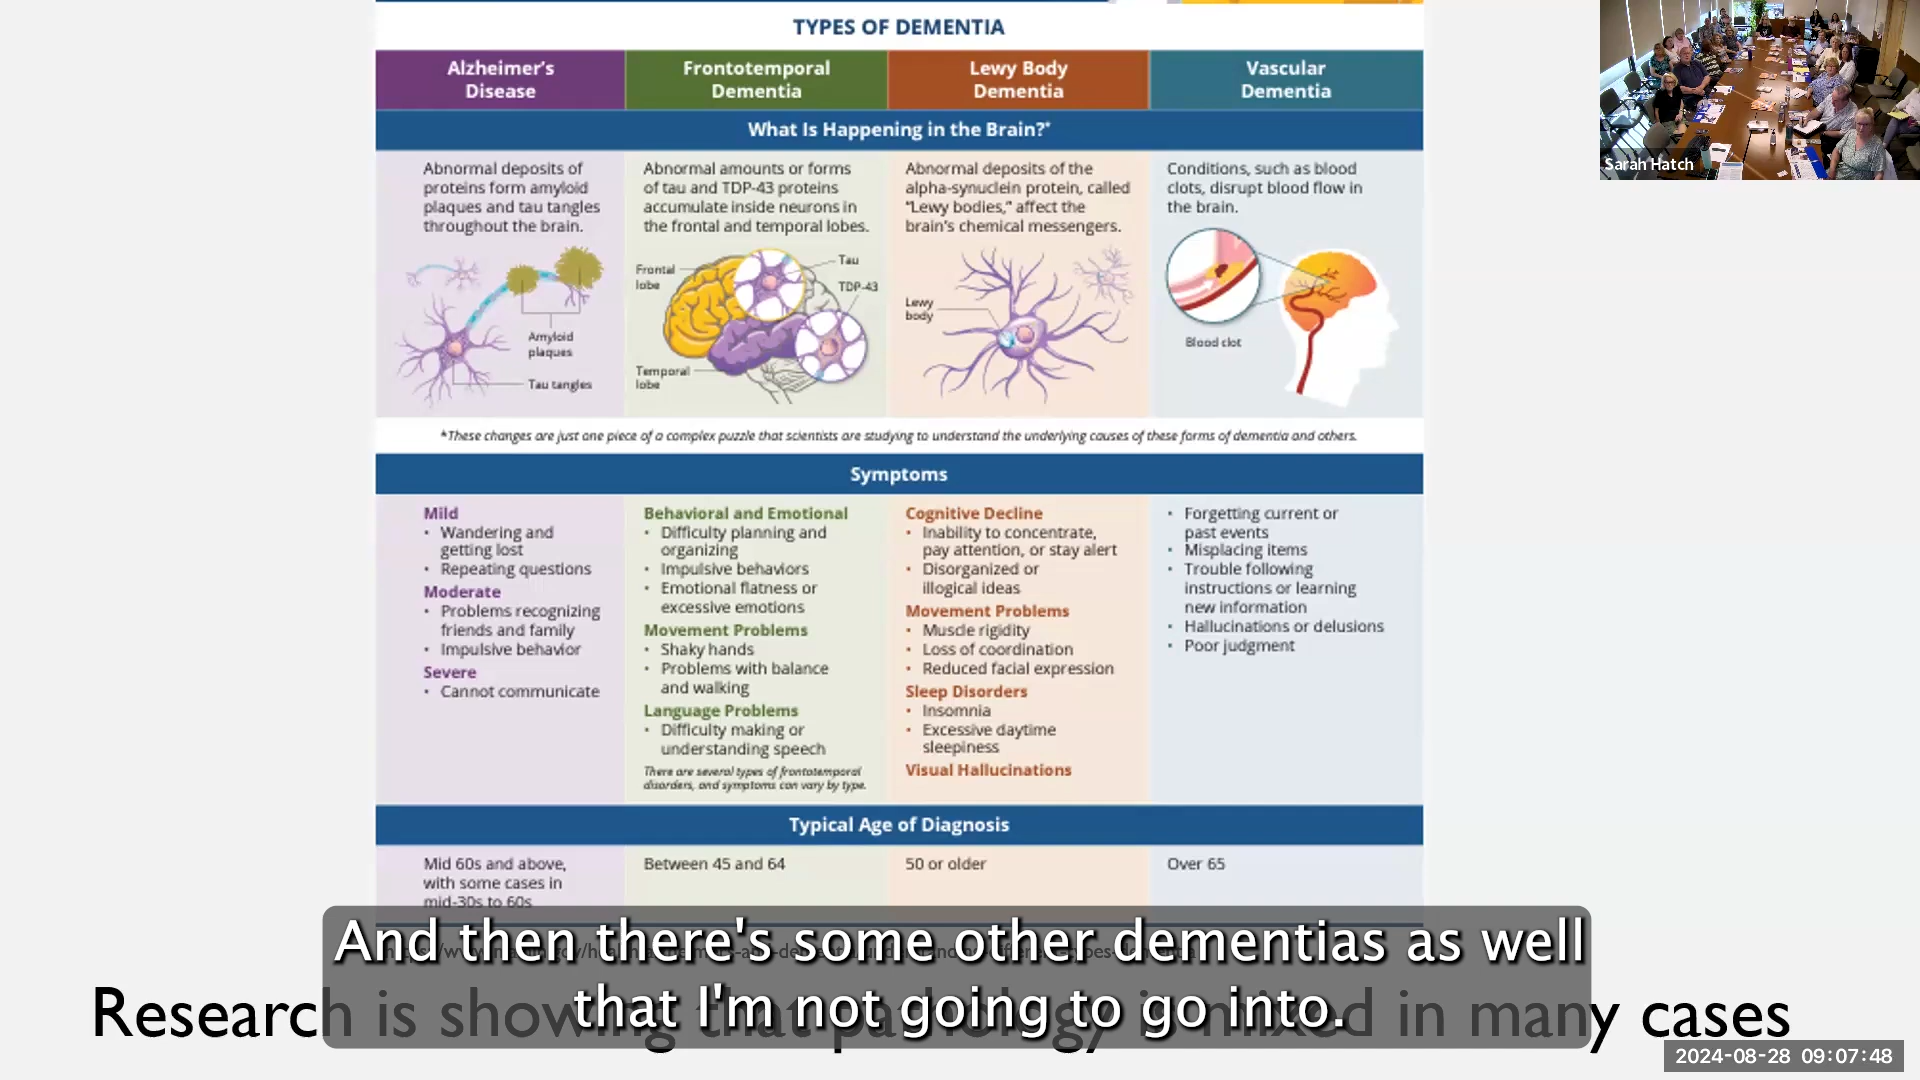 TYPES OF DEMENTIA
Alzheimer's
Disease
Frontotemporal
Dementia
Lewy Body
Dementia
Vascular
Dementia
What Is Happening in the Brain?*
Abnormal deposits of
proteins form amyloid
plaques and tau tangles
throughout the brain.
Amyloid
plaques
Tau tangles
Abnormal amounts or forms
of tau and TDP-43 proteins
accumulate inside neurons in
the frontal and temporal lobes.
Frontal
lobe
Tau
TDP-43
Temporal
lobe
Abnormal deposits of the
alpha-synuclein protein, called
“Lewy bodies,” affect the
brain's chemical messengers.
Lewy
body
Conditions, such as blood
clots, disrupt blood flow in
the brain.
Blood clot
*These changes are just one piece of a complex puzzle that scientists are studying to understand the underlying causes of these forms of dementia and others.
Symptoms
Mild
• Wandering and
getting lost
• Repeating questions
Moderate
• Problems recognizing
friends and family
• Impulsive behavior
Severe
• Cannot communicate
Behavioral and Emotional
• Difficulty planning and
organizing
• Impulsive behaviors
• Emotional flatness or
excessive emotions
Movement Problems
• Shaky hands
• Problems with balance
and walking
Language Problems
• Difficulty making or
understanding speech
There are several types of frontotemporal
disorders, and symptoms can vary by type.
Cognitive Decline
• Inability to concentrate,
pay attention, or stay alert
• Disorganized or
illogical ideas
Movement Problems
• Muscle rigidity
• Loss of coordination
• Reduced facial expression
Sleep Disorders
• Insomnia
• Excessive daytime
sleepiness
Visual Hallucinations
• Forgetting current or
past events
• Misplacing items
• Trouble following
instructions or learning
new information
• Hallucinations or delusions
• Poor judgment
Typical Age of Diagnosis
Mid 60s and above,
with some cases in
mid-30s to 60s
Between 45 and 64
50 or older
Over 65
And then there's some other dementias as well
that I'm not going to go into.
Research is showing that pathology is mixed in many cases
Sarah Hatch
2024-08-28 09:07:48